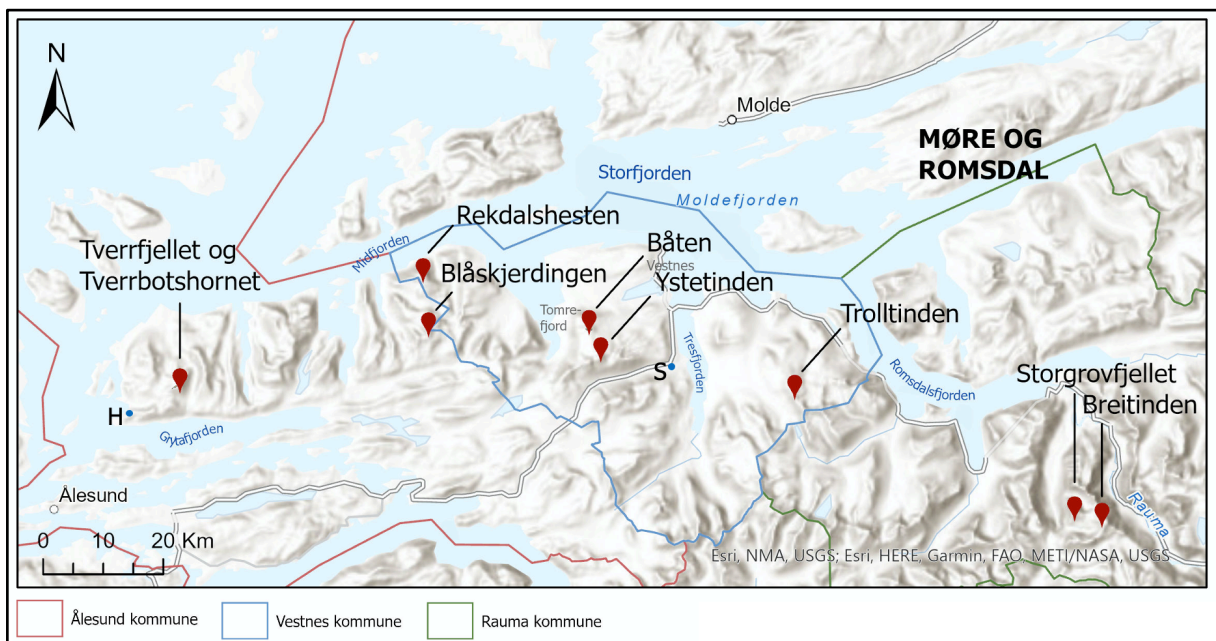 N
Molde
MØRE OG
ROMSDAL
Storfjorden
Moldefjorden
Rekdalshesten
Midfjorden
Tverrfjellet og
Tverrbotshornet
Båten
Vestnes
Blåskjerdingen
Ystetinden
Tomre-
fjord
Trolltinden
Tresfjorden
S
Romsdalsfjorden
Storgrovfjellet
Breitinden
H
Grytafjorden
Ålesund
Rauma
0 10 20 Km
Esri, NMA, USGS; Esri, HERE, Garmin, FAO, METI/NASA, USGS
Ålesund kommune
Vestnes kommune
Rauma kommune